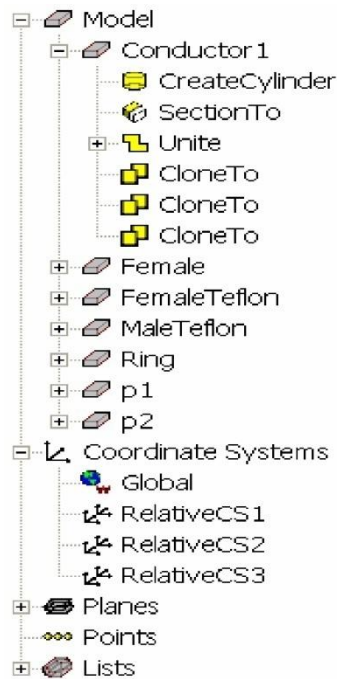 Model
Conductor1
CreateCylinder
SectionTo
Unite
CloneTo
CloneTo
CloneTo
Female
FemaleTeflon
MaleTeflon
Ring
p1
p2
Coordinate Systems
Global
RelativeCS1
RelativeCS2
RelativeCS3
Planes
Points
Lists